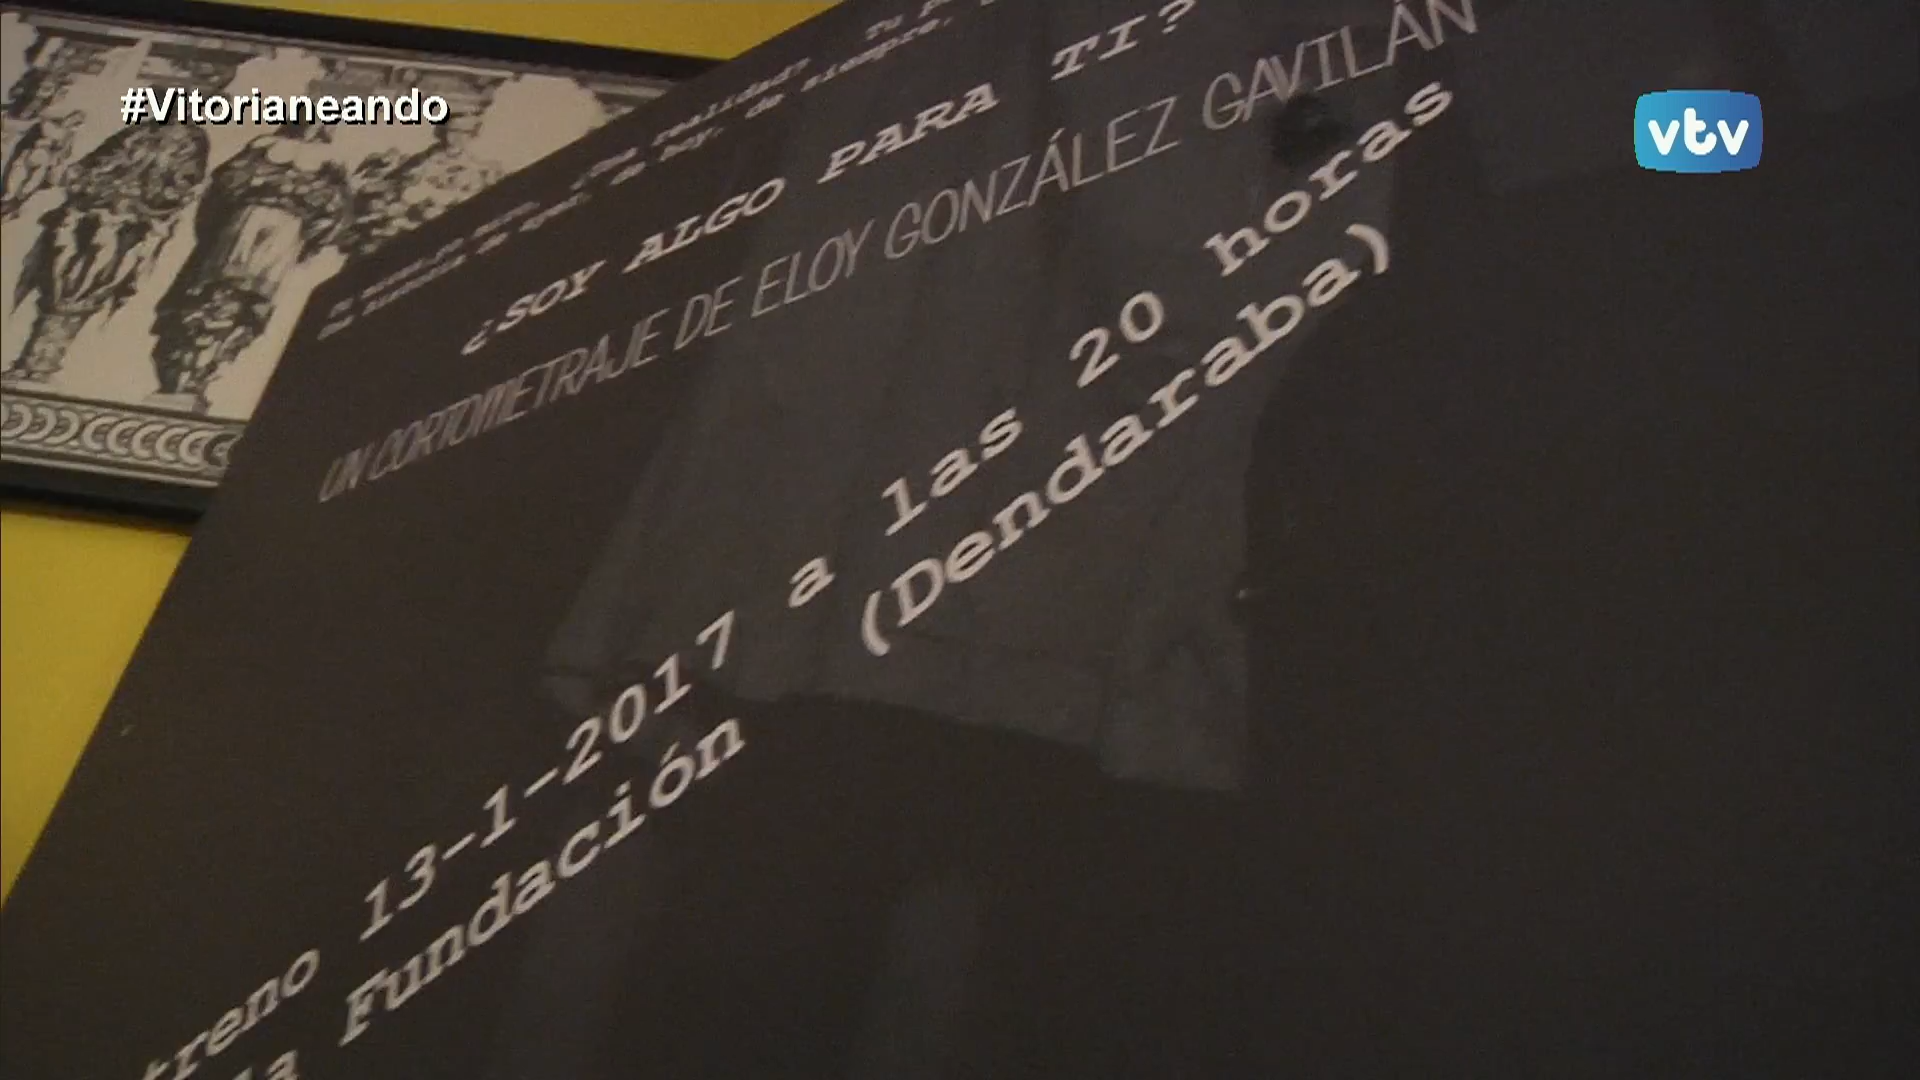 #Vitorianeando
vtv
¿SOY ALGO PARA TI?
UN CORTOMETRAJE DE ELOY GONZÁLEZ GAVILÁN
treno 13-1-2017 a las 20 horas
la Fundación (Dendaraba)